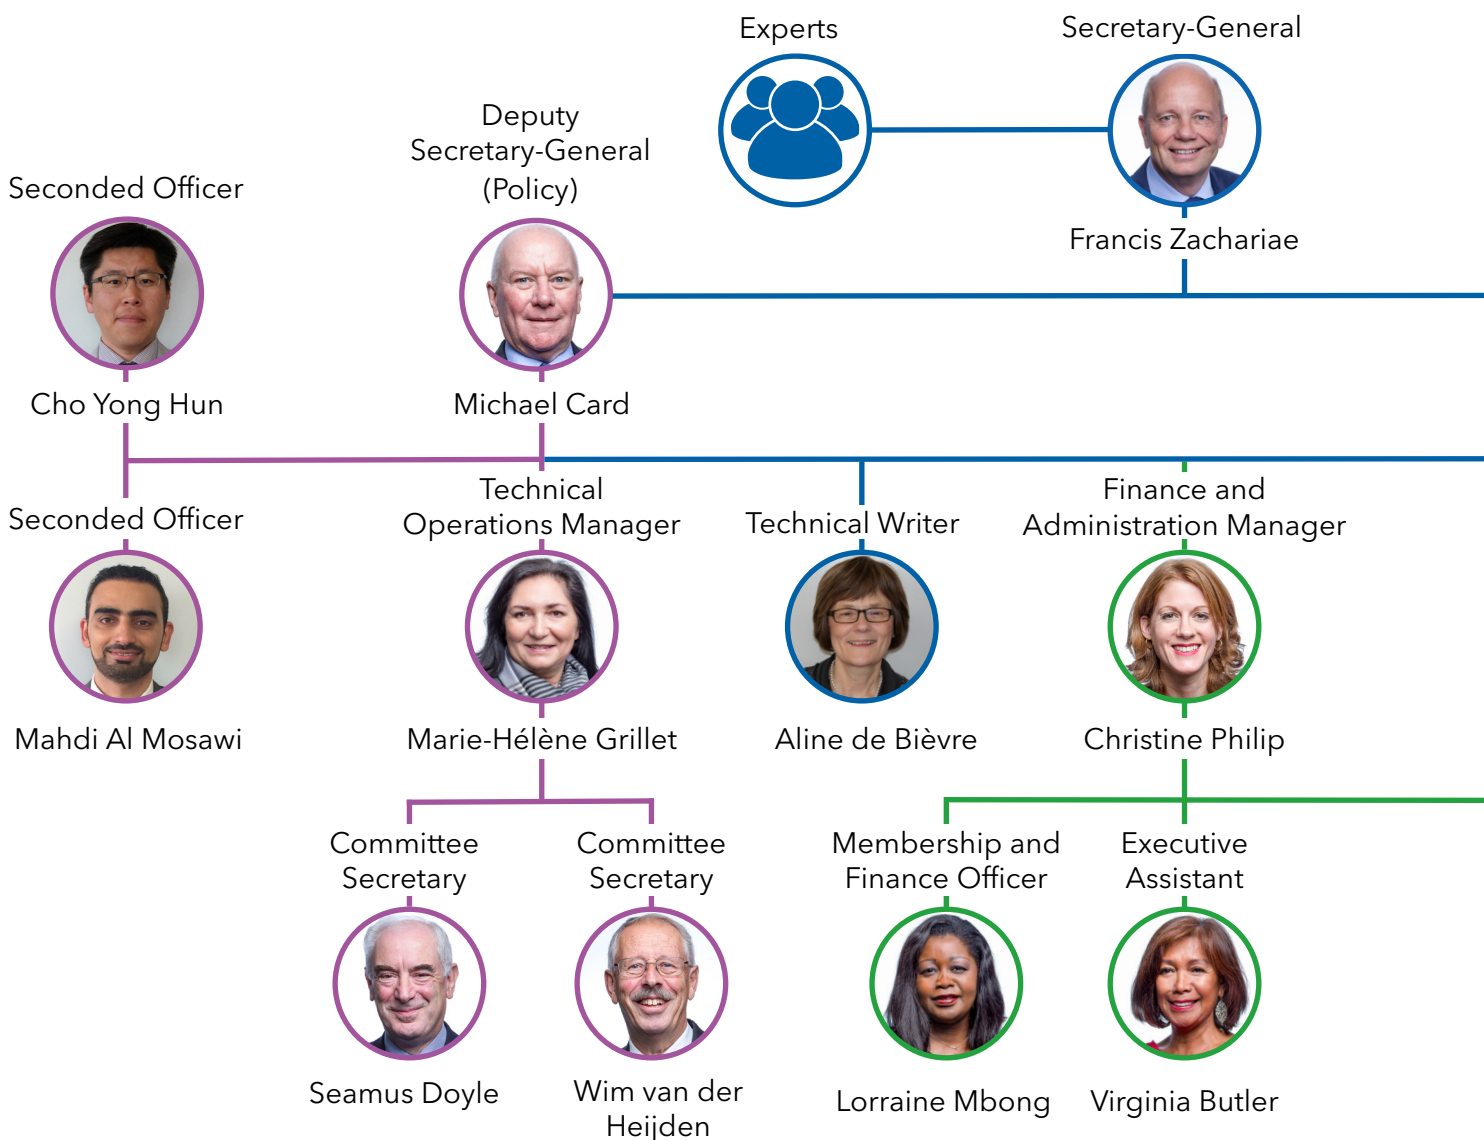 Experts
Secretary-General
Deputy
Secretary-General
(Policy)
Seconded Officer
Francis Zachariae
Cho Yong Hun
Michael Card
Seconded Officer
Technical
Operations Manager
Technical Writer
Finance and
Administration Manager
Mahdi Al Mosawi
Marie-Hélène Grillet
Aline de Bièvre
Christine Philip
Committee
Secretary
Committee
Secretary
Membership and
Finance Officer
Executive
Assistant
Seamus Doyle
Wim van der
Heijden
Lorraine Mbong
Virginia Butler